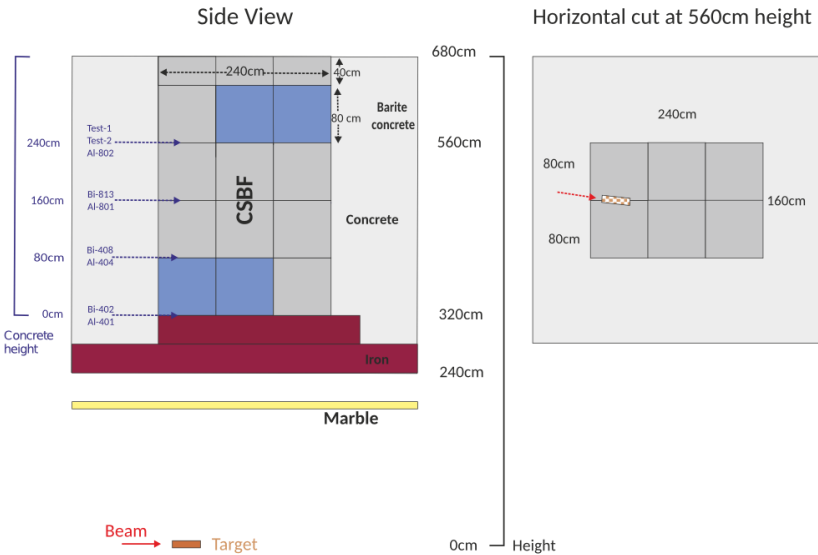 Side View
Horizontal cut at 560cm height
680cm
240cm
40cm
80 cm
Barite
concrete
Test-1
Test-2
Al-802
240cm
560cm
Bi-813
Al-801
160cm
CSBF
Concrete
Bi-408
Al-404
80cm
Bi-402
Al-401
0cm
320cm
Concrete
height
Iron
240cm
Marble
Beam
Target
0cm
Height
240cm
80cm
160cm
80cm